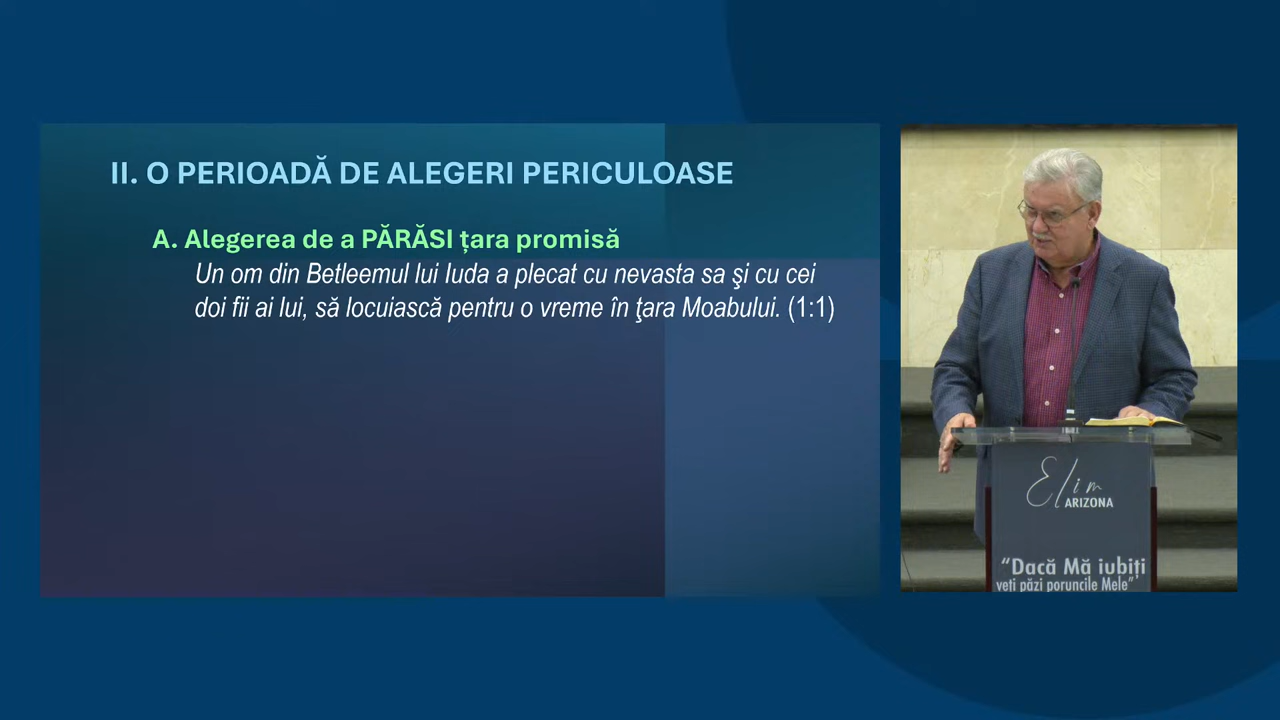 II. O PERIOADĂ DE ALEGERI PERICULOASE
A. Alegerea de a PĂRĂSI țara promisă
Un om din Betleemul lui Iuda a plecat cu nevasta sa şi cu cei
doi fii ai lui, să locuiască pentru o vreme în ţara Moabului. (1:1)
Elim
ARIZONA
“Dacă Mă iubiți
veți păzi poruncile Mele”